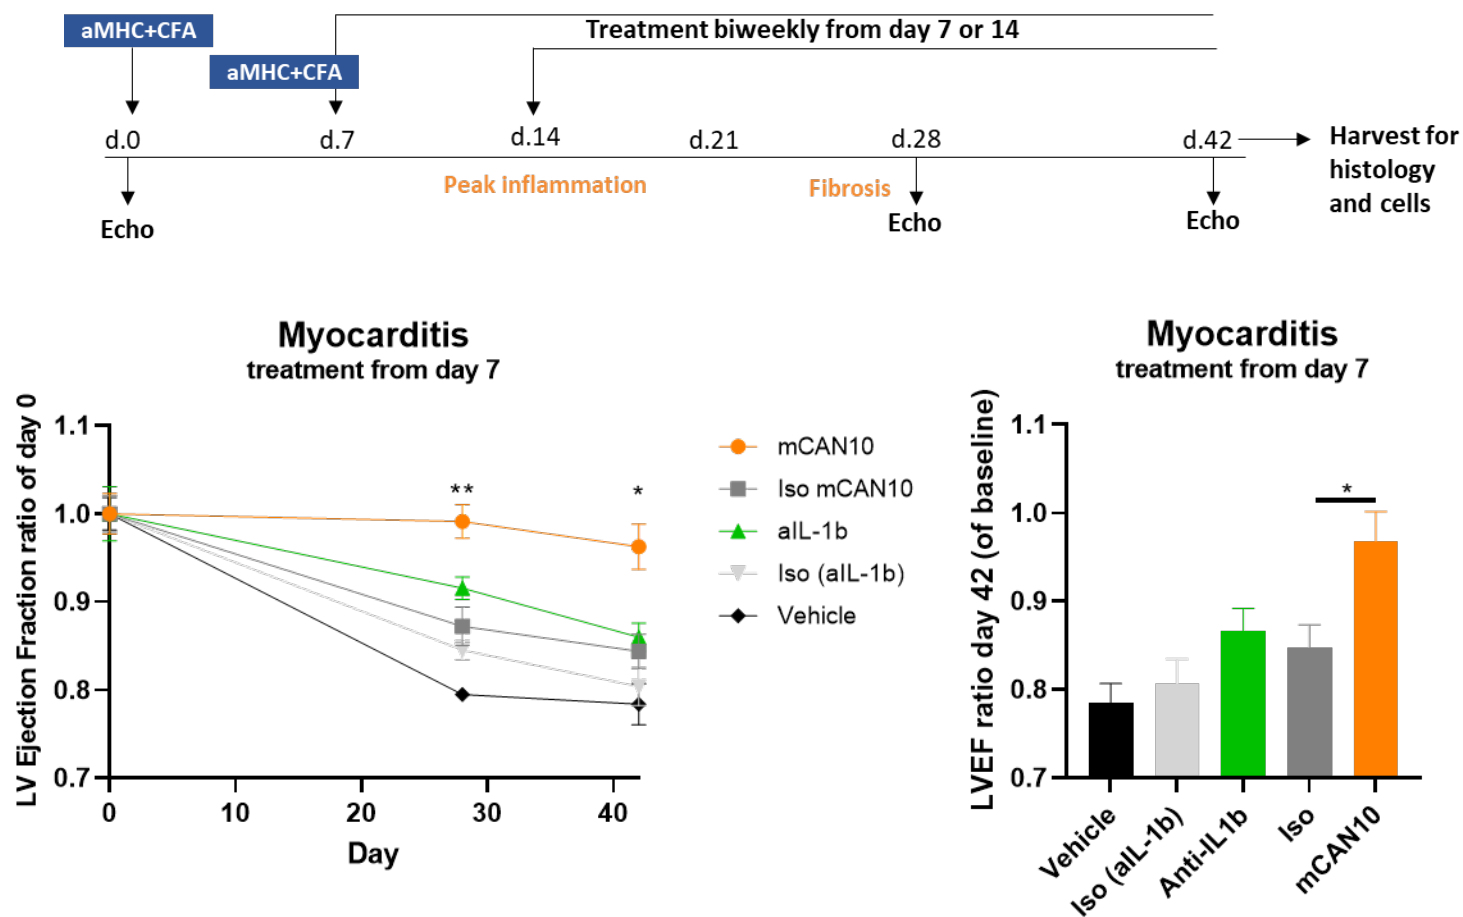 aMHC+CFA
Treatment biweekly from day 7 or 14
aMHC+CFA
d.0
d.7
d.14
d.21
d.28
d.42
Harvest for
histology
and cells
Peak inflammation
Fibrosis
Echo
Echo
Echo
Myocarditis
treatment from day 7
LV Ejection Fraction ratio of day 0
1.1
1.0
0.9
0.8
0.7
**
*
0
10
20
30
40
Day
mCAN10
Iso mCAN10
aIL-1b
Iso (aIL-1b)
Vehicle
Myocarditis
treatment from day 7
LVEF ratio day 42 (of baseline)
1.1
1.0
0.9
0.8
0.7
*
Vehicle
Iso (aIL-1b)
Anti-IL1b
Iso
mCAN10